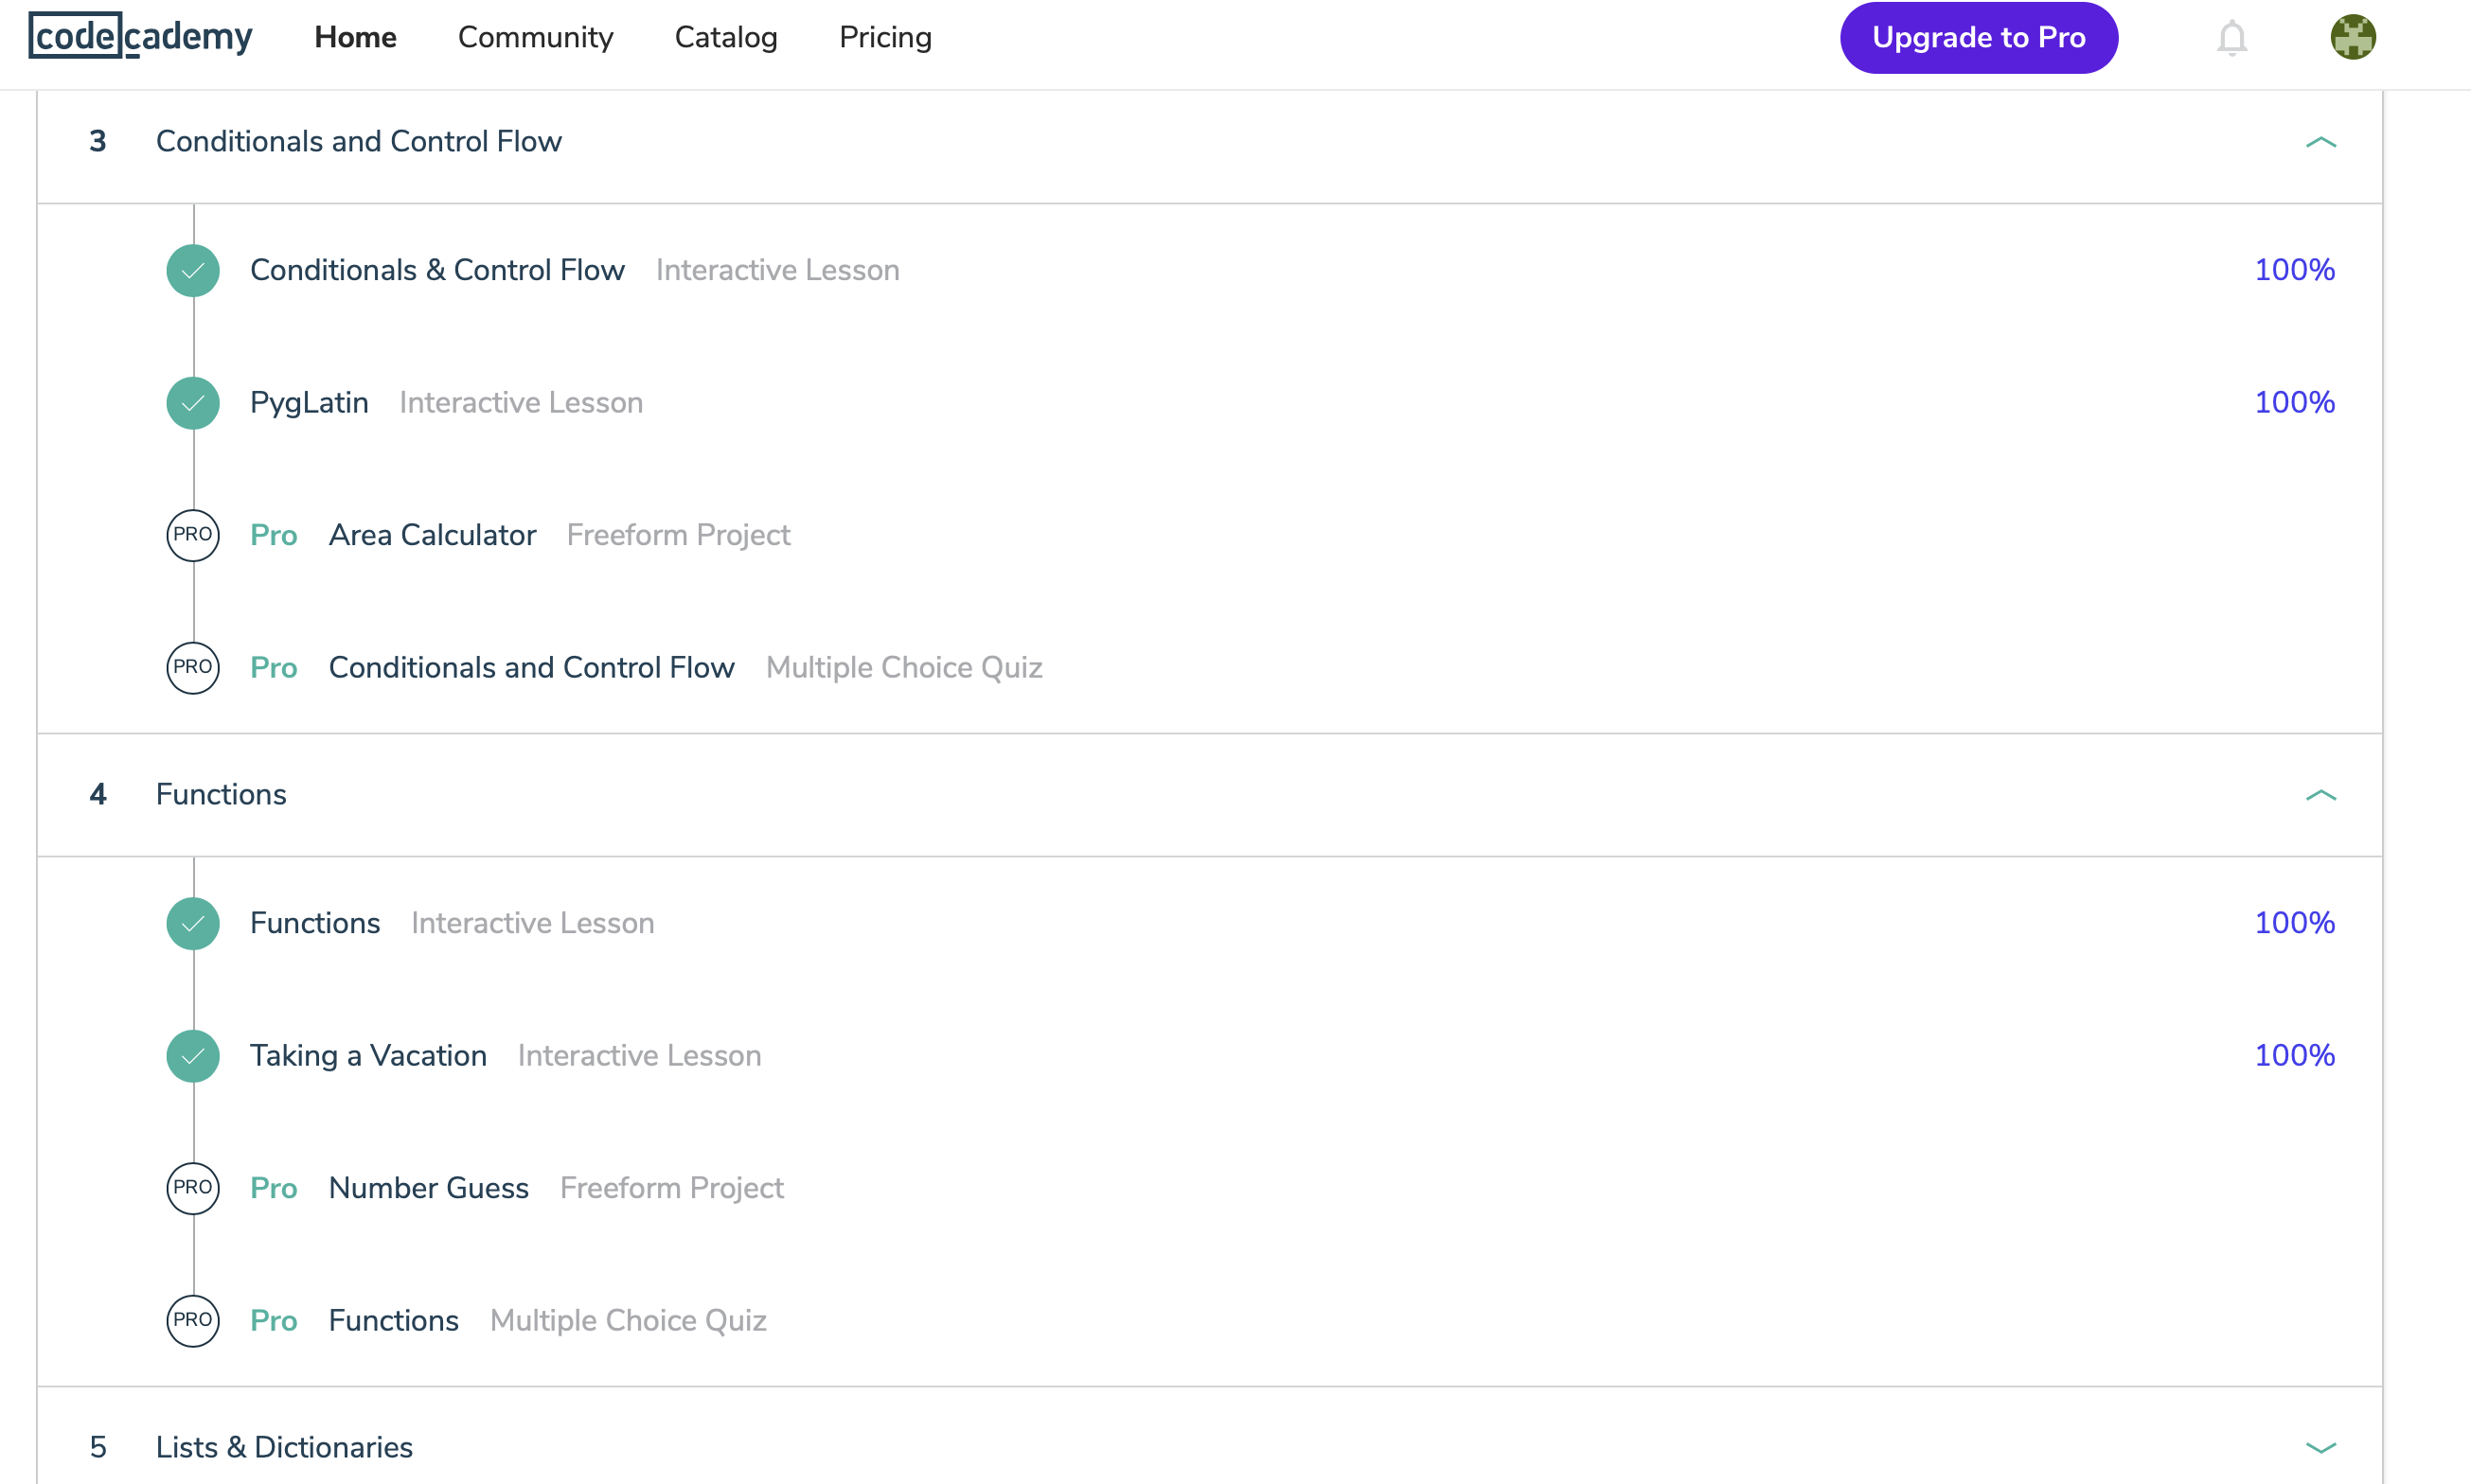 codecademy Home Community Catalog Pricing Upgrade to Pro
3 Conditionals and Control Flow
Conditionals & Control Flow Interactive Lesson 100%
PygLatin Interactive Lesson 100%
PRO Pro Area Calculator Freeform Project
PRO Pro Conditionals and Control Flow Multiple Choice Quiz
4 Functions
Functions Interactive Lesson 100%
Taking a Vacation Interactive Lesson 100%
PRO Pro Number Guess Freeform Project
PRO Pro Functions Multiple Choice Quiz
5 Lists & Dictionaries